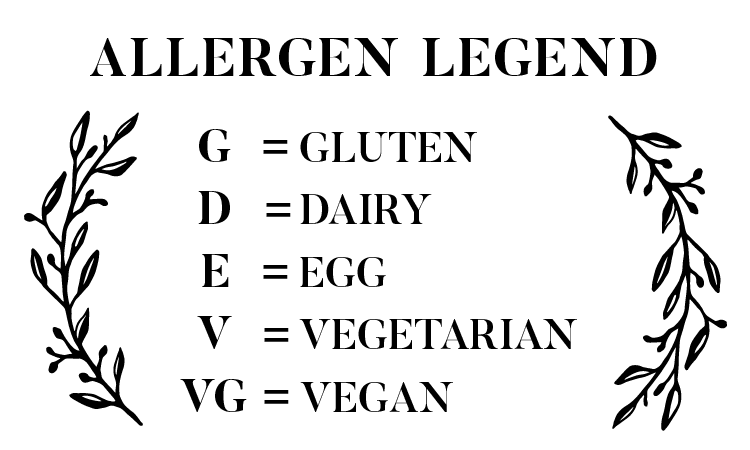 ALLERGEN LEGEND
G = GLUTEN
D = DAIRY
E = EGG
V = VEGETARIAN
VG = VEGAN